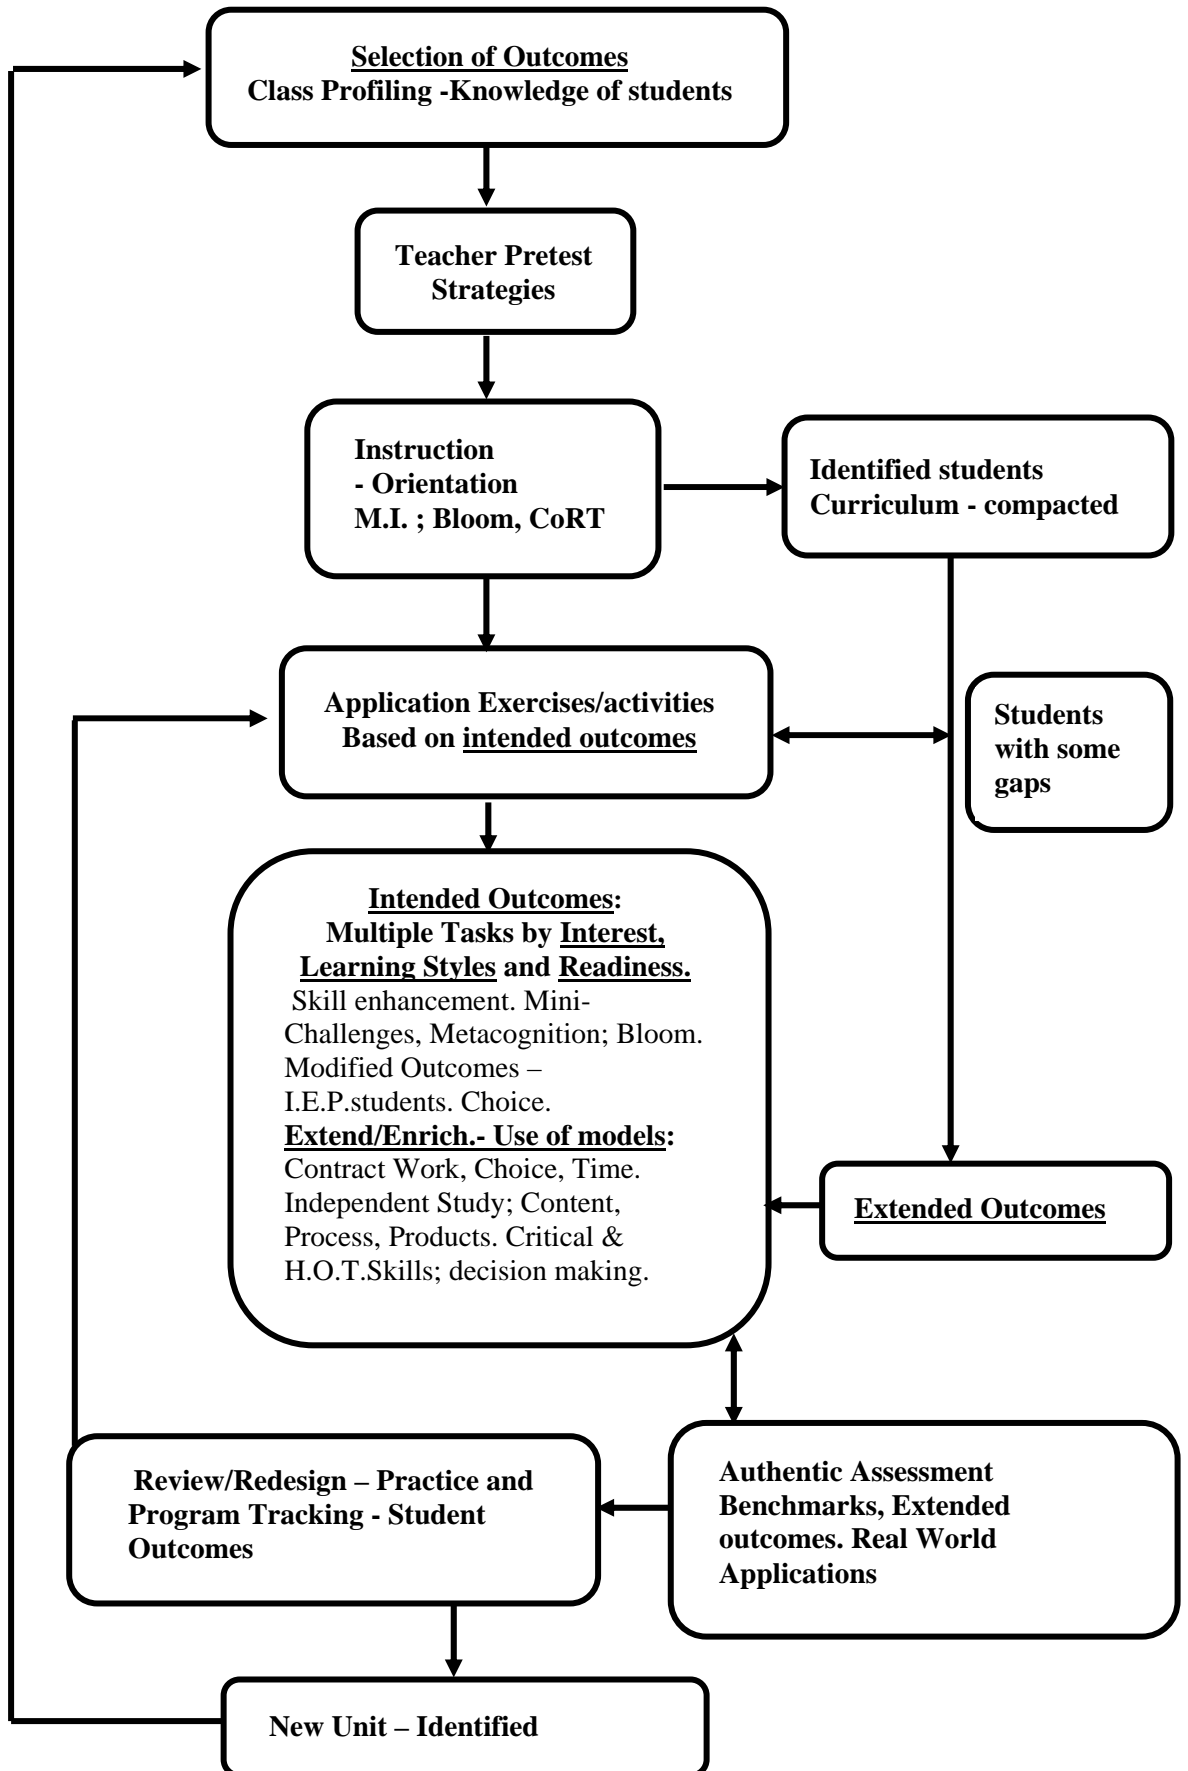 Selection of Outcomes
Class Profiling -Knowledge of students
Teacher Pretest
Strategies
Instruction
- Orientation
M.I. ; Bloom, CoRT
Identified students
Curriculum - compacted
Application Exercises/activities
Based on intended outcomes
Students
with some
gaps
Intended Outcomes:
Multiple Tasks by Interest,
Learning Styles and Readiness.
Skill enhancement. Mini-
Challenges, Metacognition; Bloom.
Modified Outcomes –
I.E.P.students. Choice.
Extend/Enrich.- Use of models:
Contract Work, Choice, Time.
Independent Study; Content,
Process, Products. Critical &
H.O.T.Skills; decision making.
Extended Outcomes
Review/Redesign – Practice and
Program Tracking - Student
Outcomes
Authentic Assessment
Benchmarks, Extended
outcomes. Real World
Applications
New Unit – Identified